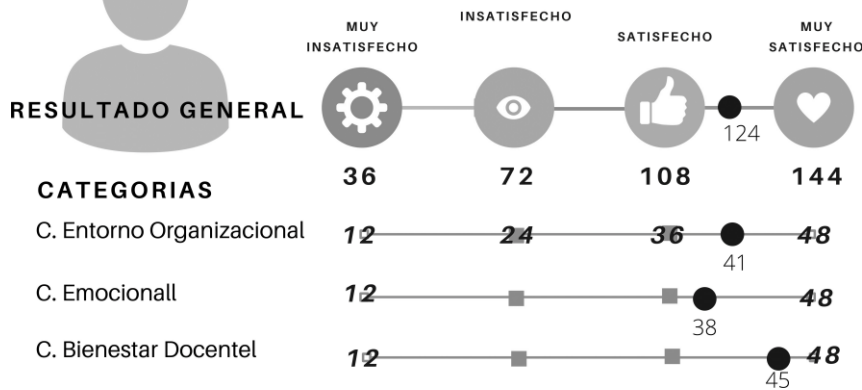 MUY
INSATISFECHO
INSATISFECHO
SATISFECHO
MUY
SATISFECHO
RESULTADO GENERAL
124
36 72 108 144
CATEGORIAS
C. Entorno Organizacional 12 24 36 48
41
C. Emocionall 12 48
38
C. Bienestar Docentel 12 48
45